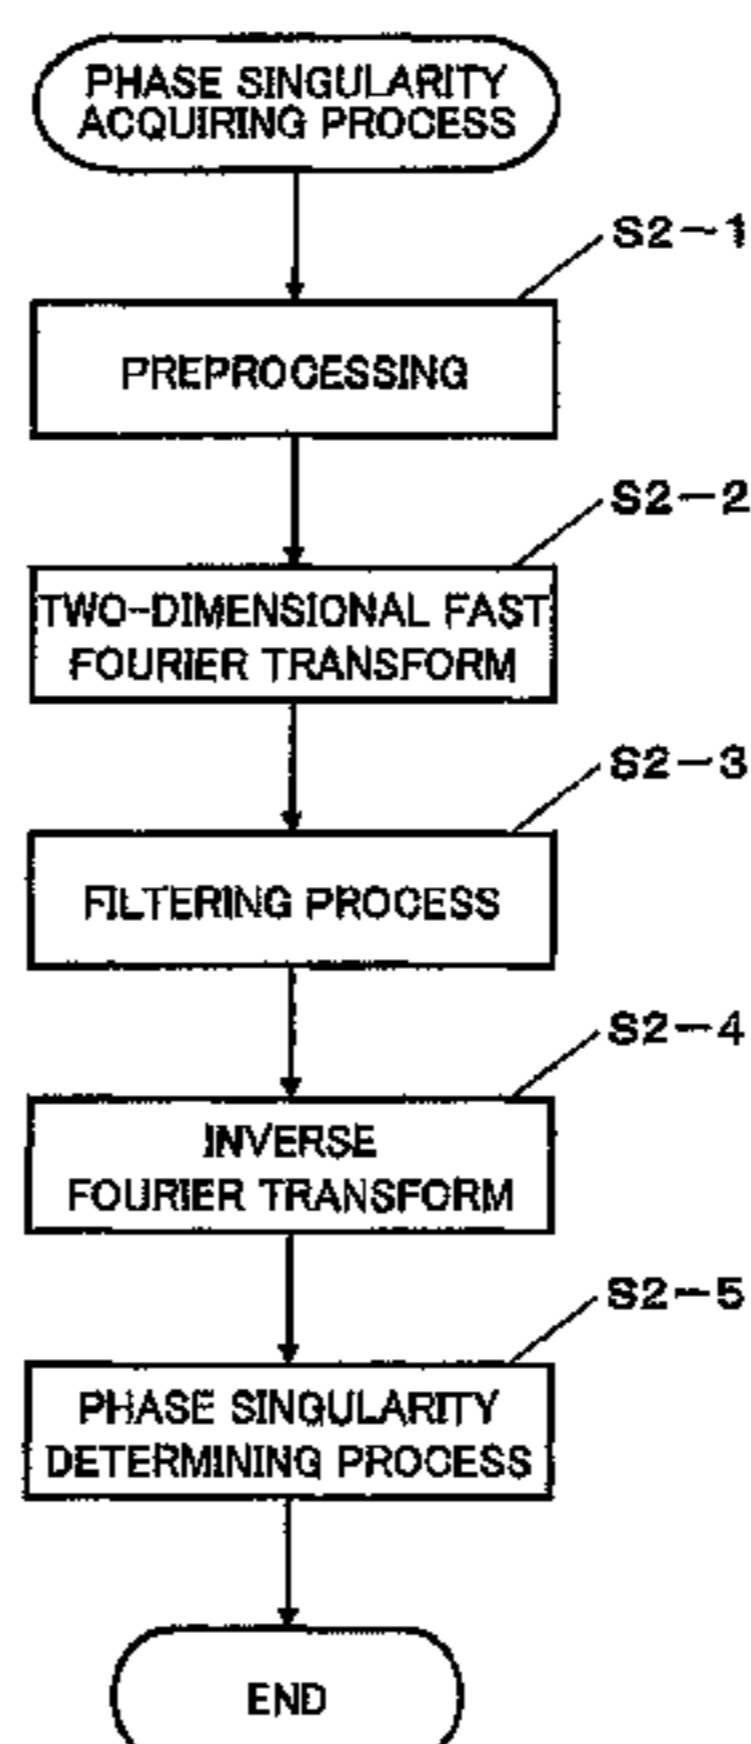 PHASE SINGULARITY
ACQUIRING PROCESS
S2-1
PREPROCESSING
S2-2
TWO-DIMENSIONAL FAST
FOURIER TRANSFORM
S2-3
FILTERING PROCESS
S2-4
INVERSE
FOURIER TRANSFORM
S2-5
PHASE SINGULARITY
DETERMINING PROCESS
END